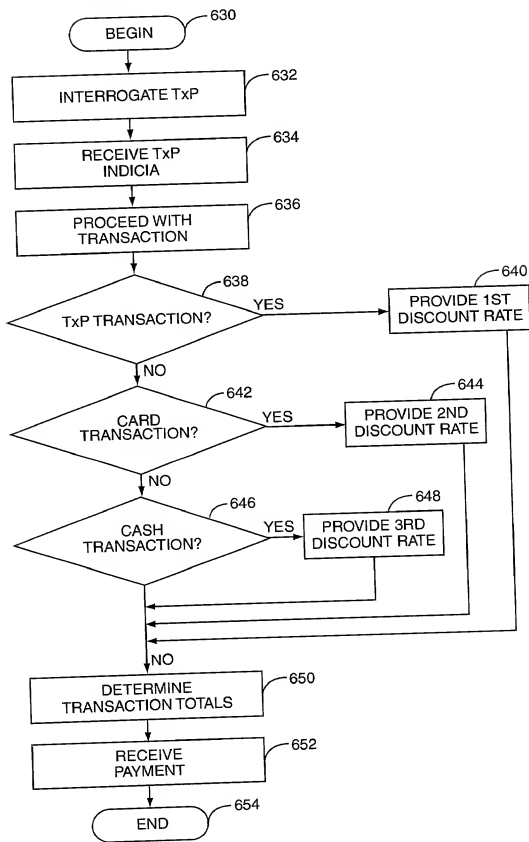 BEGIN
630
INTERROGATE TxP
632
RECEIVE TxP
INDICIA
634
PROCEED WITH
TRANSACTION
636
TxP TRANSACTION?
638
YES
PROVIDE 1ST
DISCOUNT RATE
640
NO
CARD
TRANSACTION?
642
YES
PROVIDE 2ND
DISCOUNT RATE
644
NO
CASH
TRANSACTION?
646
YES
PROVIDE 3RD
DISCOUNT RATE
648
NO
DETERMINE
TRANSACTION TOTALS
650
RECEIVE
PAYMENT
652
END
654